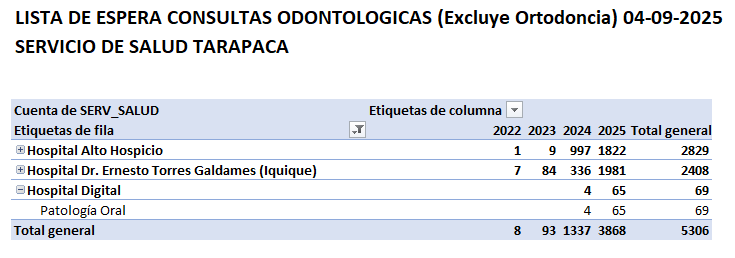 LISTA DE ESPERA CONSULTAS ODONTOLOGICAS (Excluye Ortodoncia) 04-09-2025
SERVICIO DE SALUD TARAPACA
Cuenta de SERV_SALUD Etiquetas de columna
Etiquetas de fila 2022 2023 2024 2025 Total general
Hospital Alto Hospicio 1 9 997 1822 2829
Hospital Dr. Ernesto Torres Galdames (Iquique) 7 84 336 1981 2408
Hospital Digital 4 65 69
Patología Oral 4 65 69
Total general 8 93 1337 3868 5306